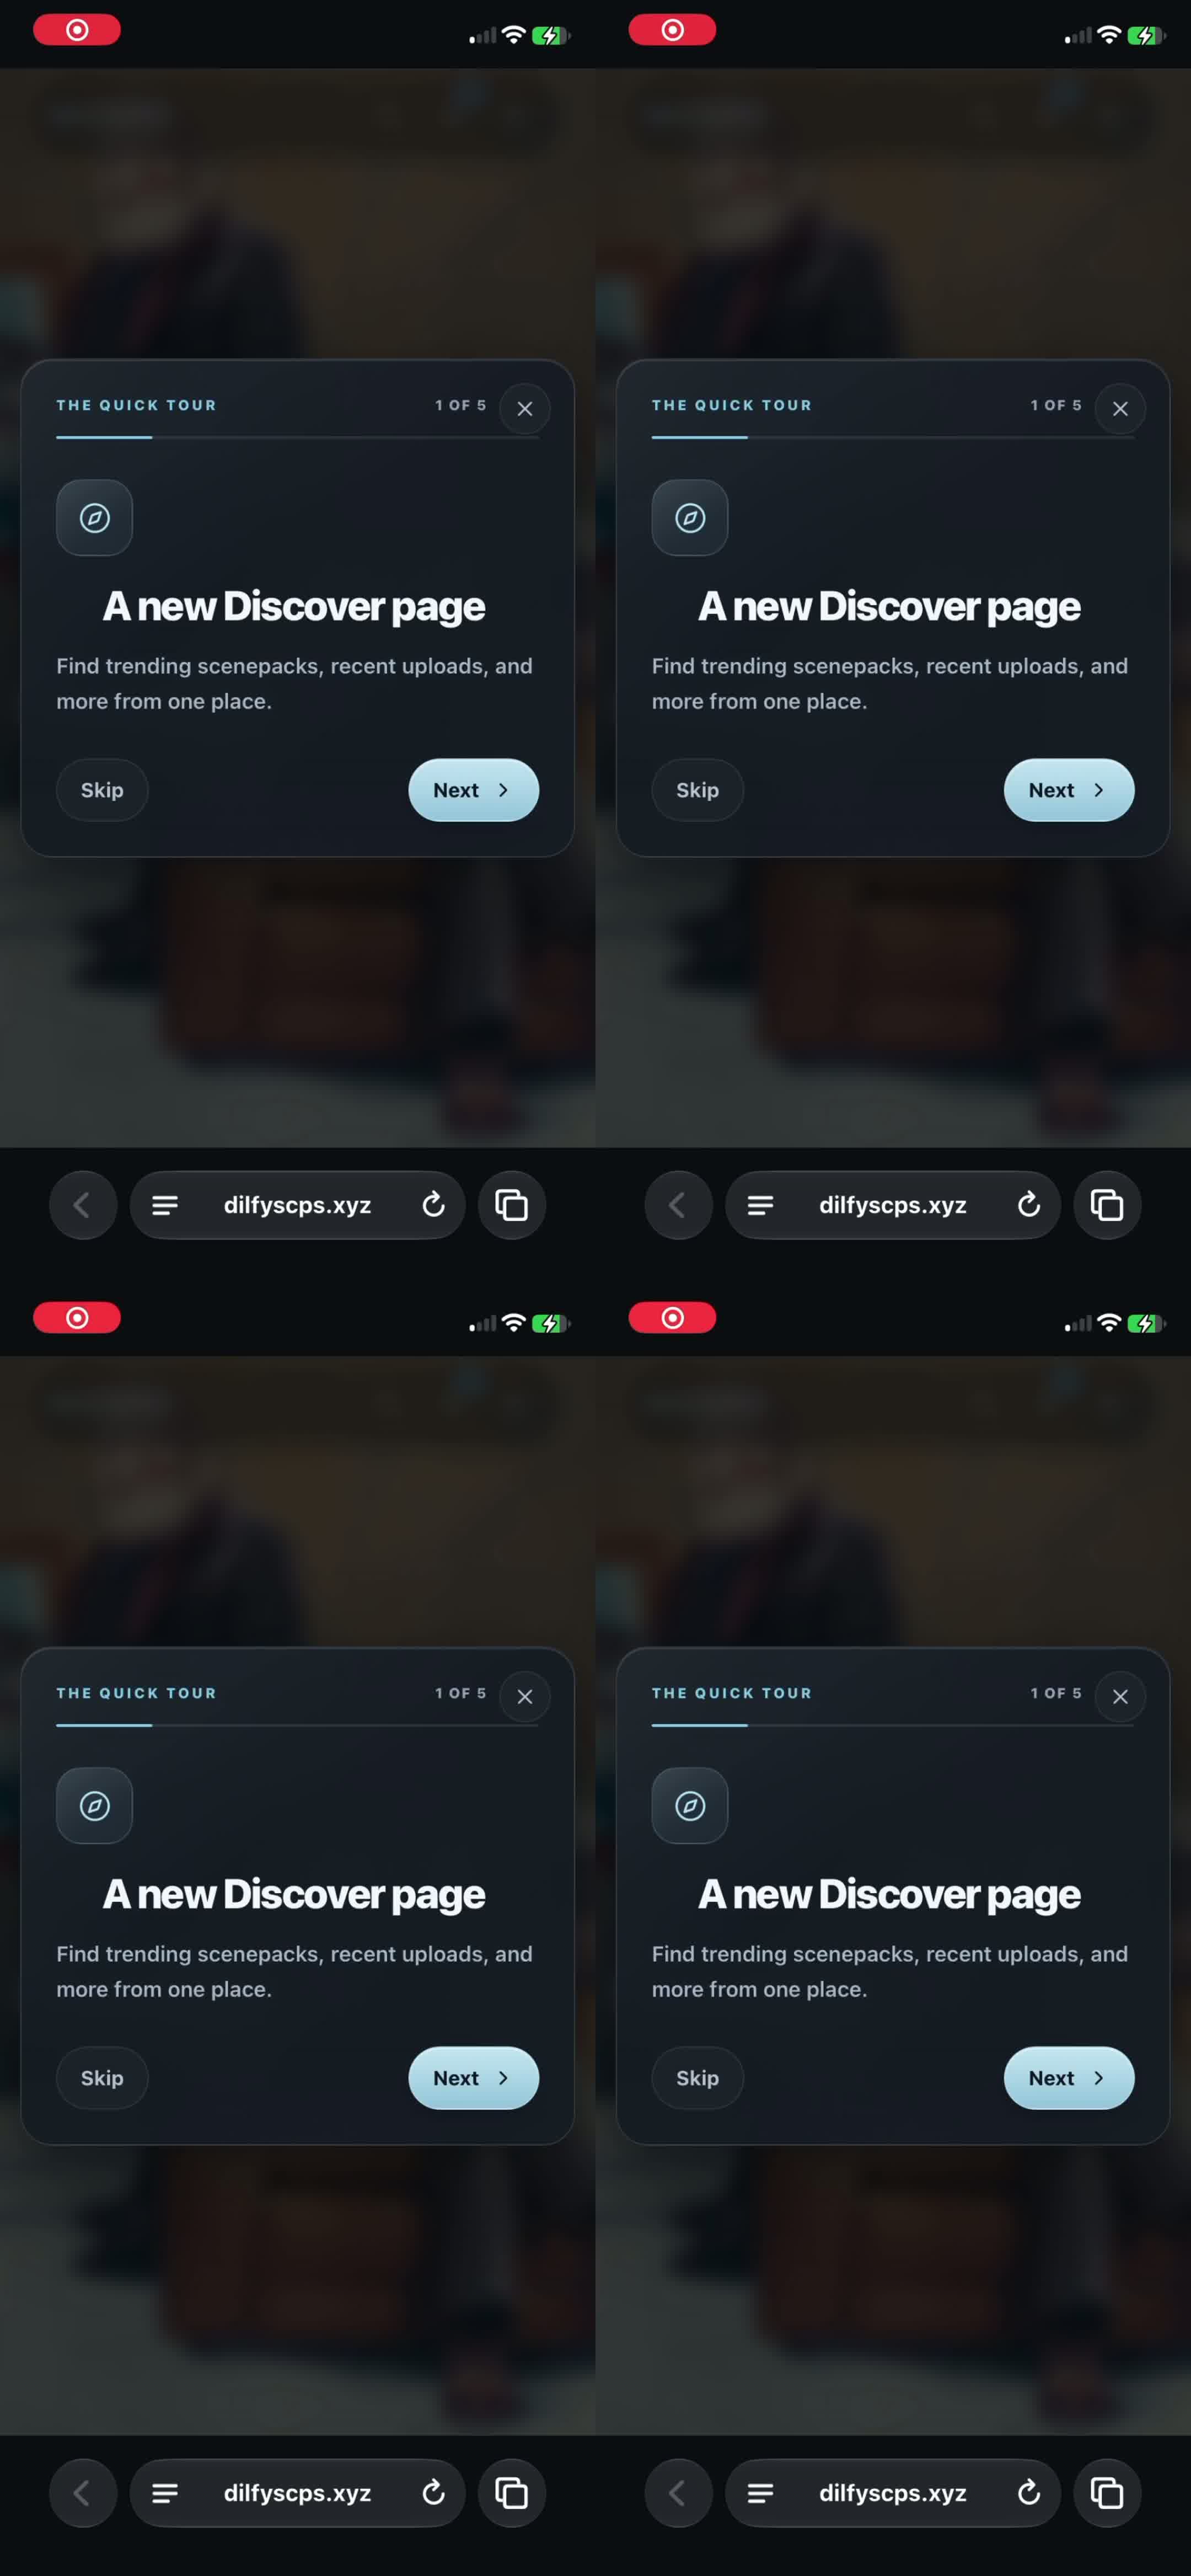 THE QUICK TOUR 1 OF 5
A new Discover page
Find trending scenepacks, recent uploads, and
more from one place.
Skip Next
dilfyscps.xyz
THE QUICK TOUR 1 OF 5
A new Discover page
Find trending scenepacks, recent uploads, and
more from one place.
Skip Next
dilfyscps.xyz
THE QUICK TOUR 1 OF 5
A new Discover page
Find trending scenepacks, recent uploads, and
more from one place.
Skip Next
dilfyscps.xyz
THE QUICK TOUR 1 OF 5
A new Discover page
Find trending scenepacks, recent uploads, and
more from one place.
Skip Next
dilfyscps.xyz